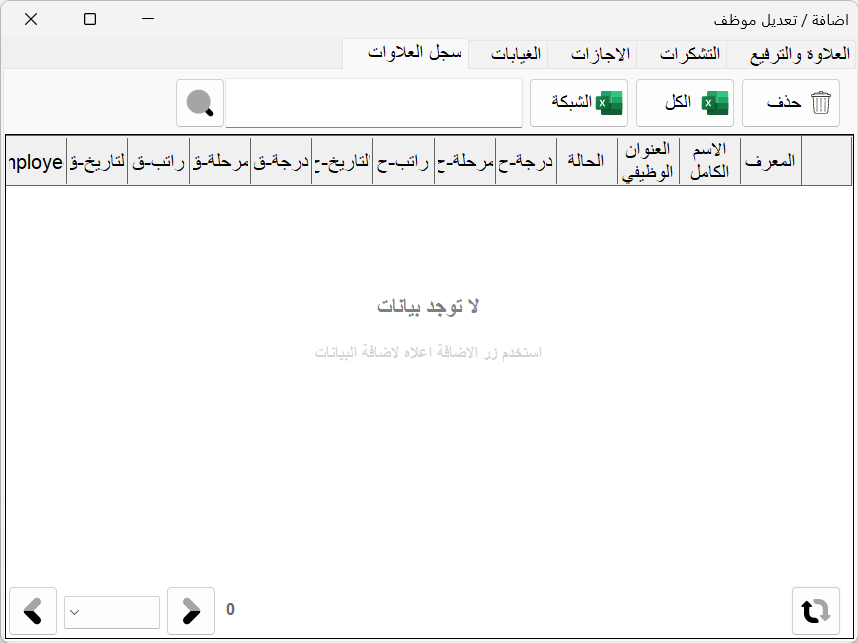 اضافة / تعديل موظف
العلاوة والترفيع التشكرات الاجازات الغيابات سجل العلاوات
حذف الكل الشبكة
المعرف الاسم الكامل العنوان الوظيفي الحالة درجة-ح مرحلة-ح راتب-ح التاريخ-ح درجة-ق مرحلة-ق راتب-ق لتاريخ-ق nploye
لا توجد بيانات
استخدم زر الاضافة اعلاه لاضافة البيانات
0